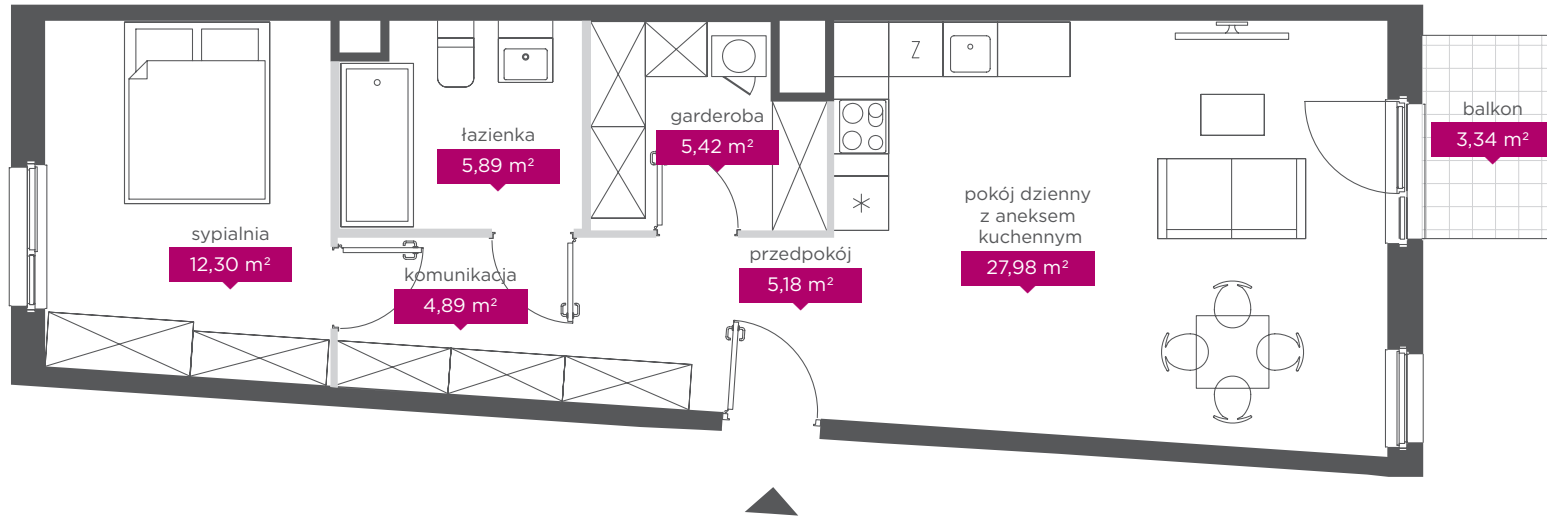 sypialnia
12,30 m²
łazienka
5,89 m²
komunikacja
4,89 m²
garderoba
5,42 m²
przedpokój
5,18 m²
Z
pokój dzienny
z aneksem
kuchennym
27,98 m²
balkon
3,34 m²